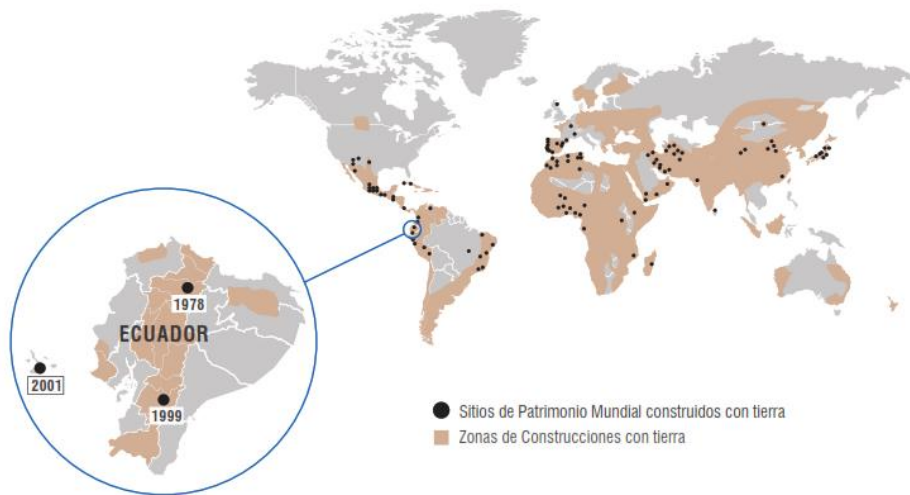 1978
ECUADOR
2001
1999
Sitios de Patrimonio Mundial construidos con tierra
Zonas de Construcciones con tierra